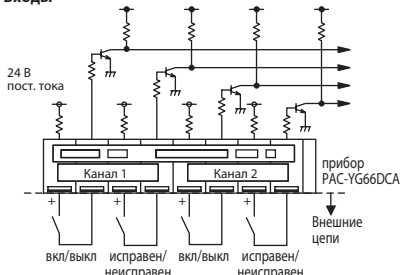 Входы
24 В
пост. тока
Канал 1
Канал 2
прибор
PAC-YG66DCA
+
+
+
+
Внешние
цепи
вкл/выкл
исправен/
неисправен
вкл/выкл
исправен/
неисправен